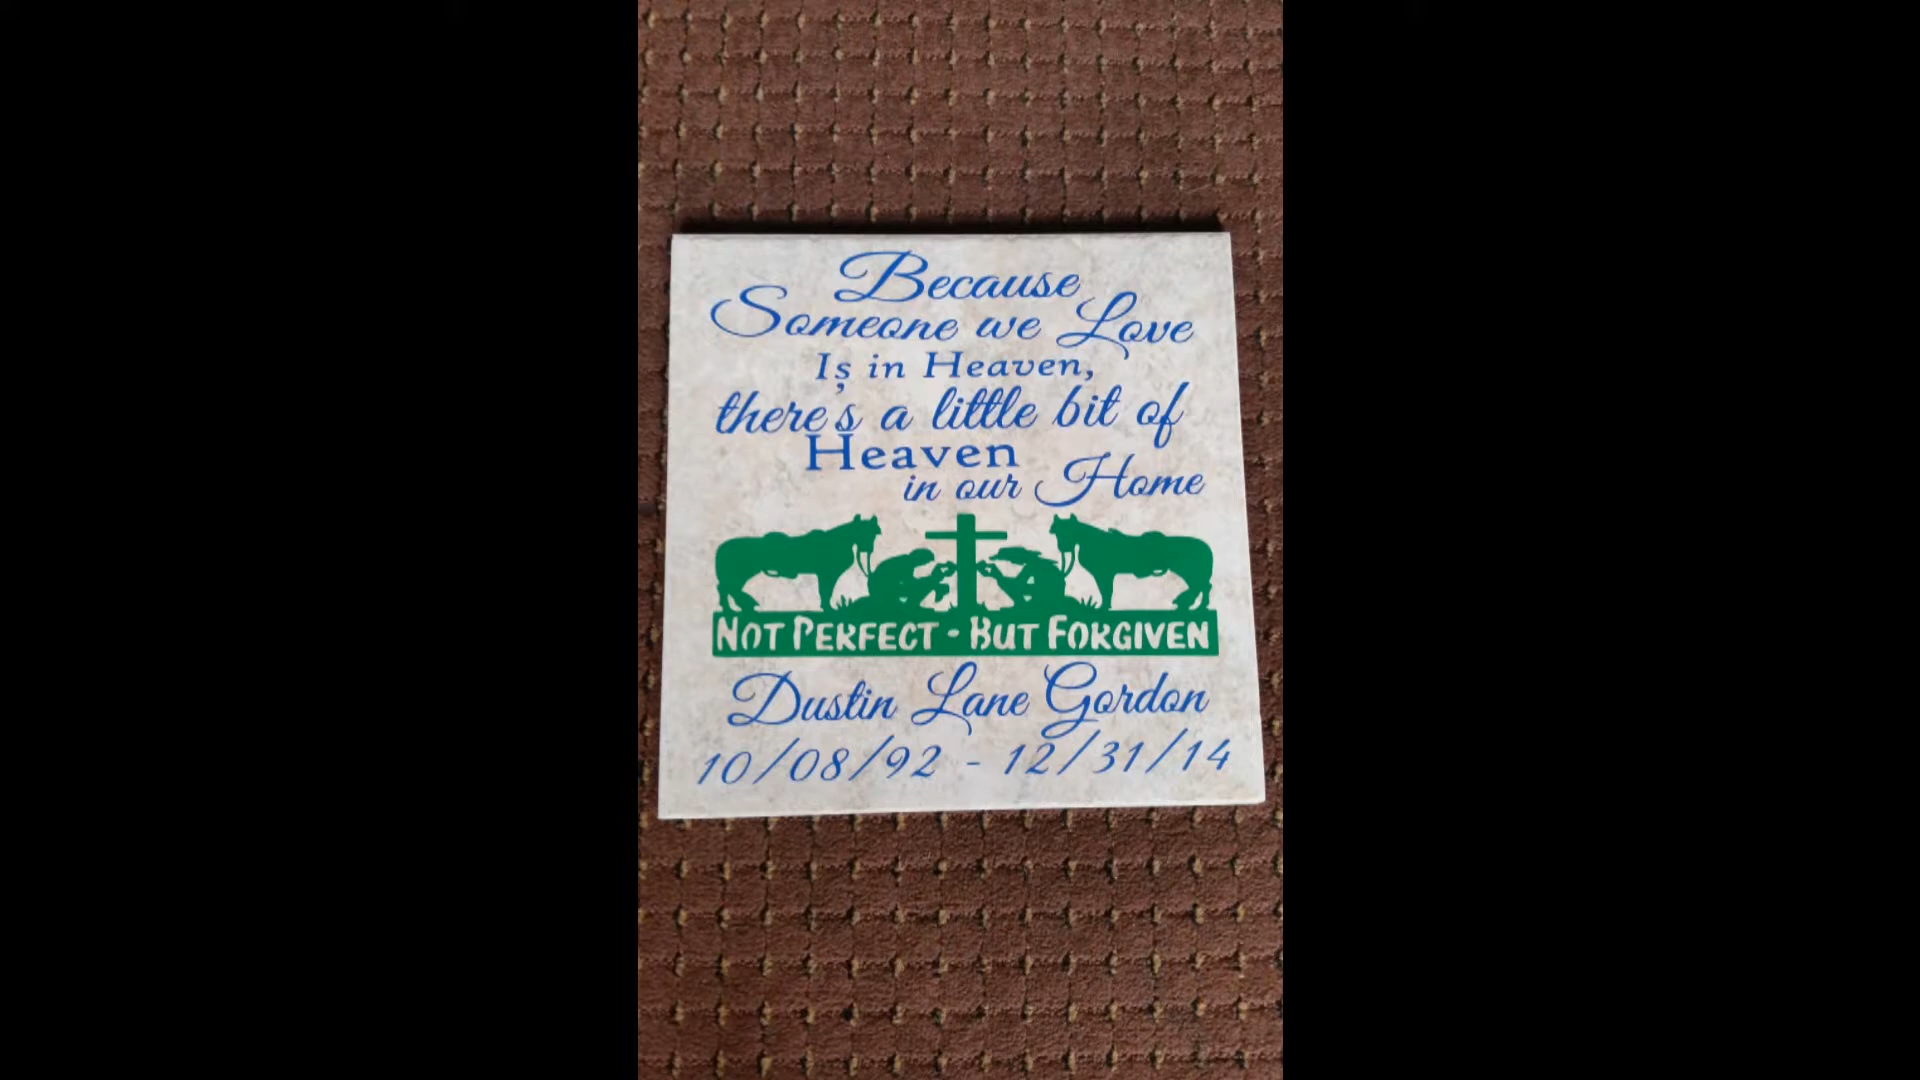 Because
Someone we Love
Is in Heaven,
there's a little bit of
Heaven
in our Home
NOT PERFECT - BUT FORGIVEN
Dustin Lane Gordon
10/08/92 - 12/31/14